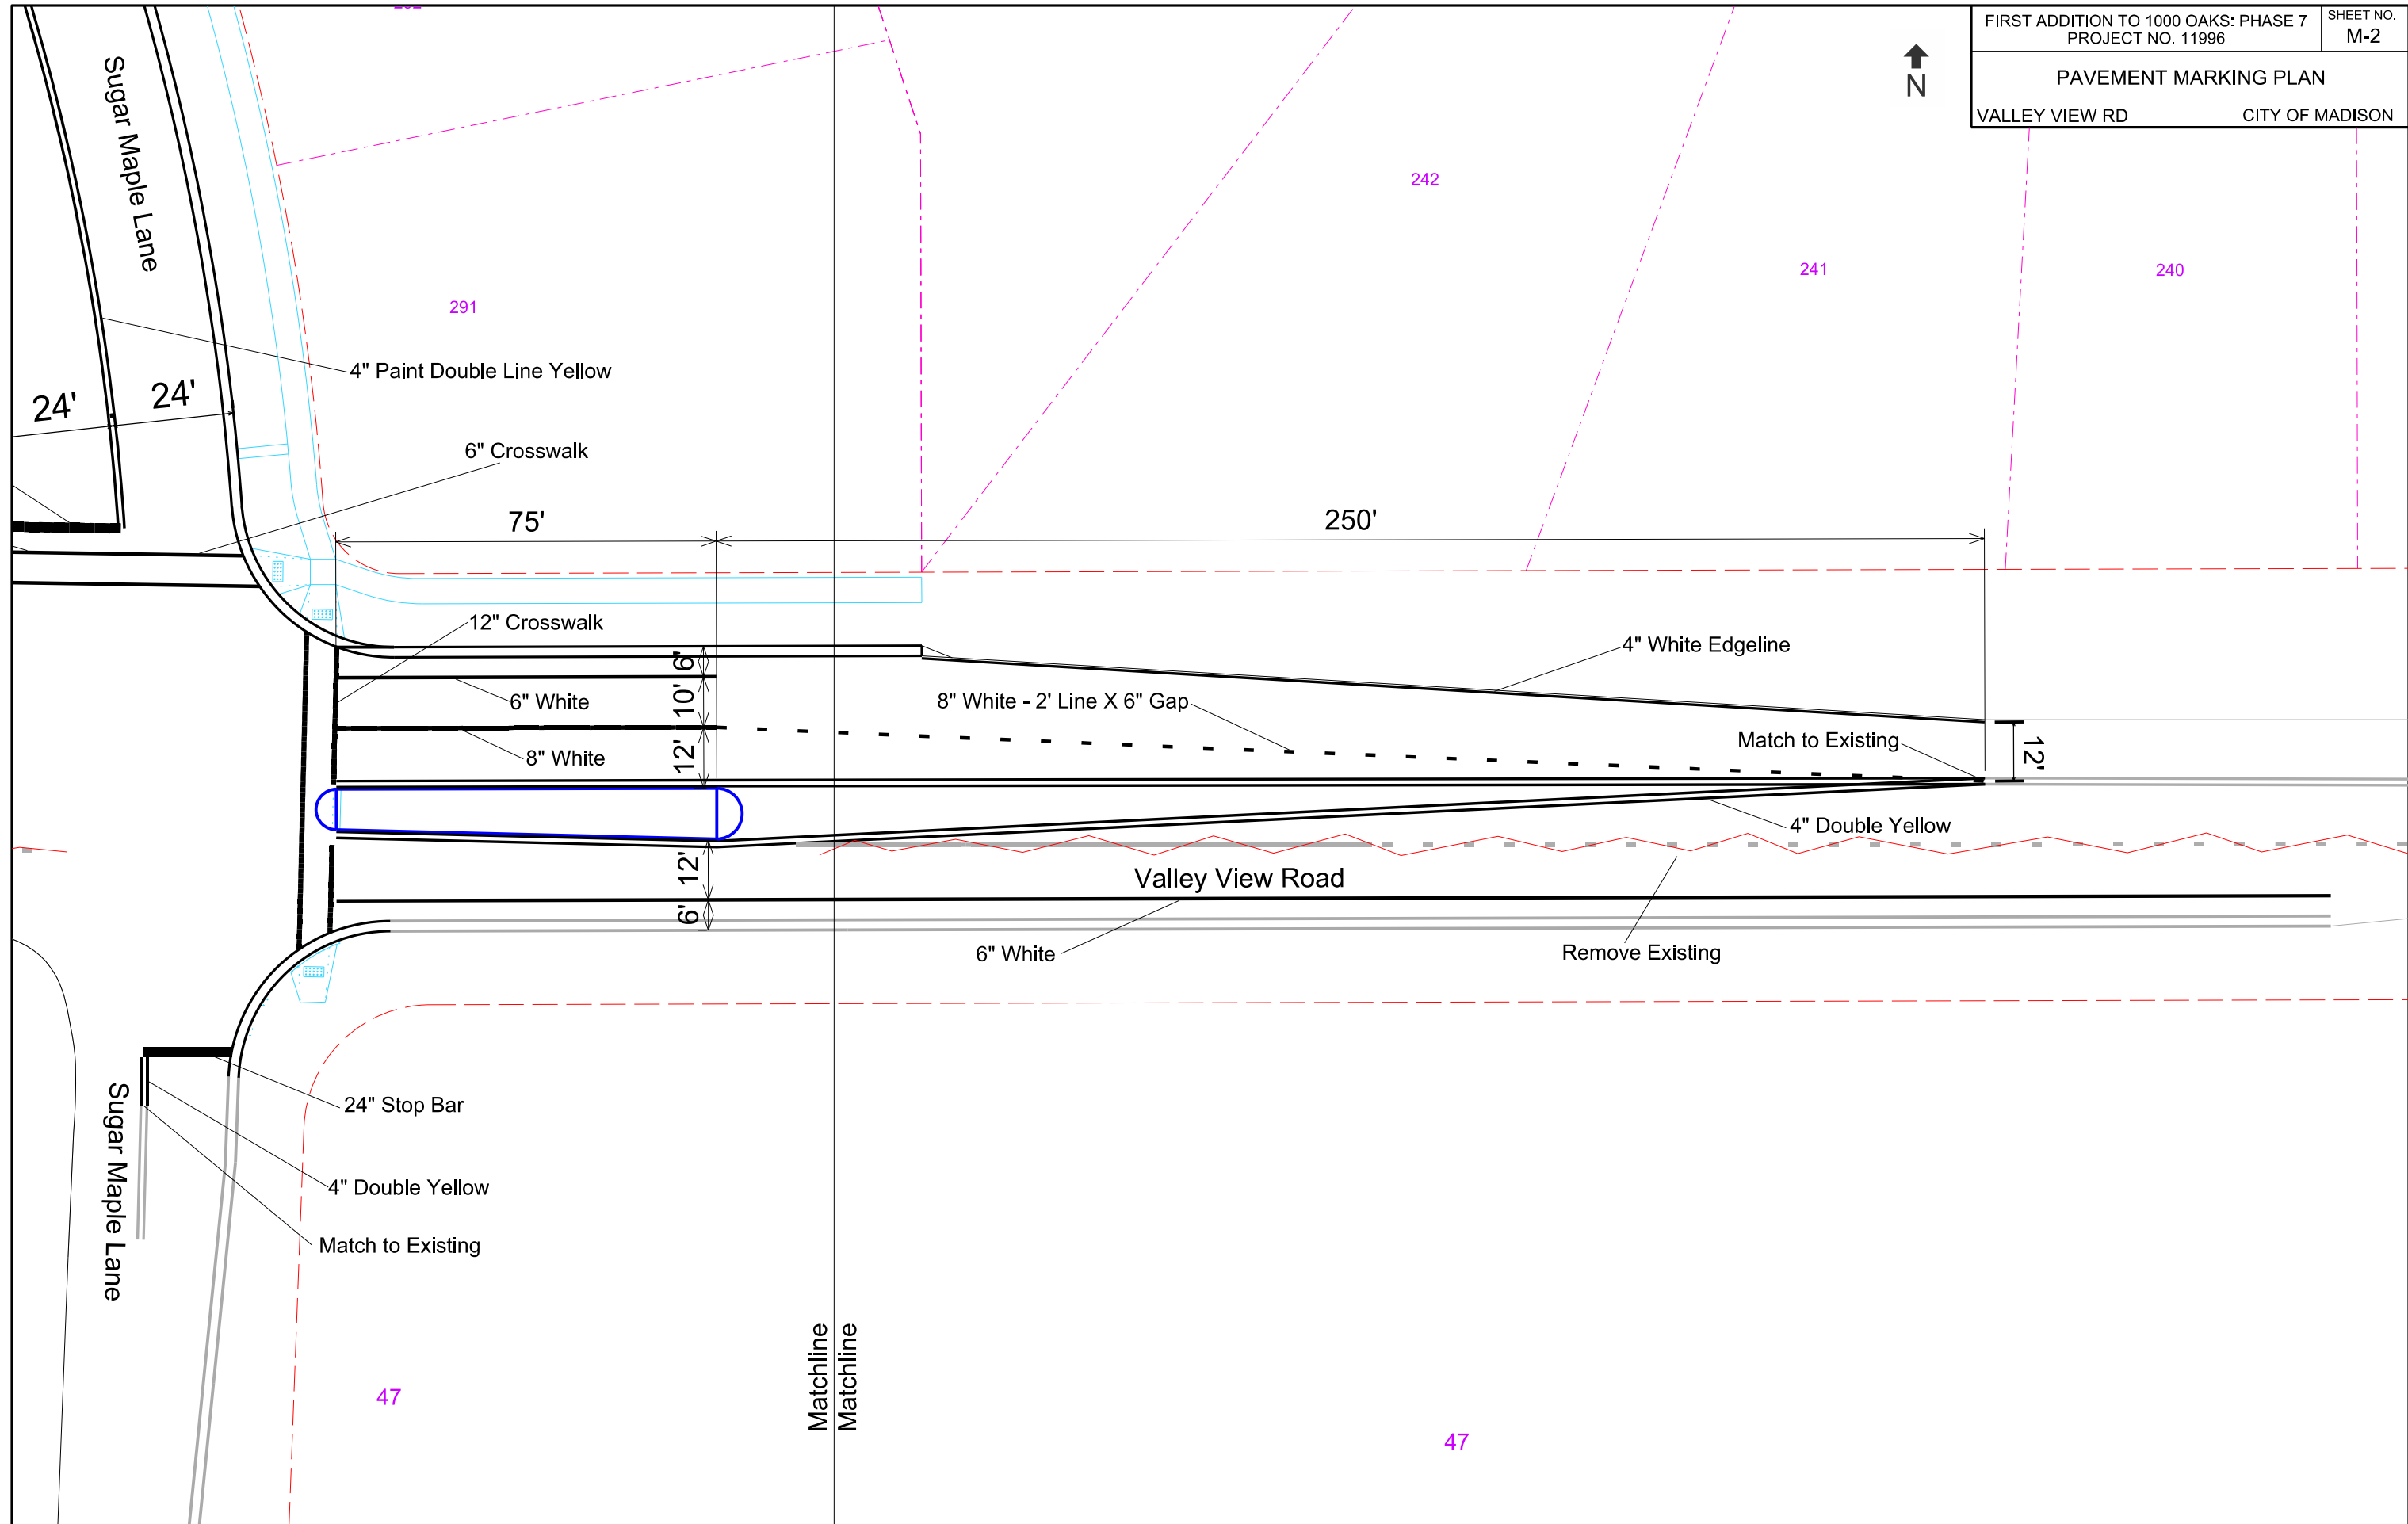 FIRST ADDITION TO 1000 OAKS: PHASE 7
PROJECT NO. 11996
SHEET NO.
M-2
PAVEMENT MARKING PLAN
VALLEY VIEW RD
CITY OF MADISON
N
Sugar Maple Lane
242
241
240
291
4" Paint Double Line Yellow
24'
24'
6" Crosswalk
75'
250'
12" Crosswalk
6'
10'
12'
6" White
8" White
8" White - 2' Line X 6" Gap
4" White Edgeline
Match to Existing
12'
4" Double Yellow
12'
6'
Valley View Road
6" White
Remove Existing
24" Stop Bar
4" Double Yellow
Match to Existing
Sugar Maple Lane
Matchline
Matchline
47
47